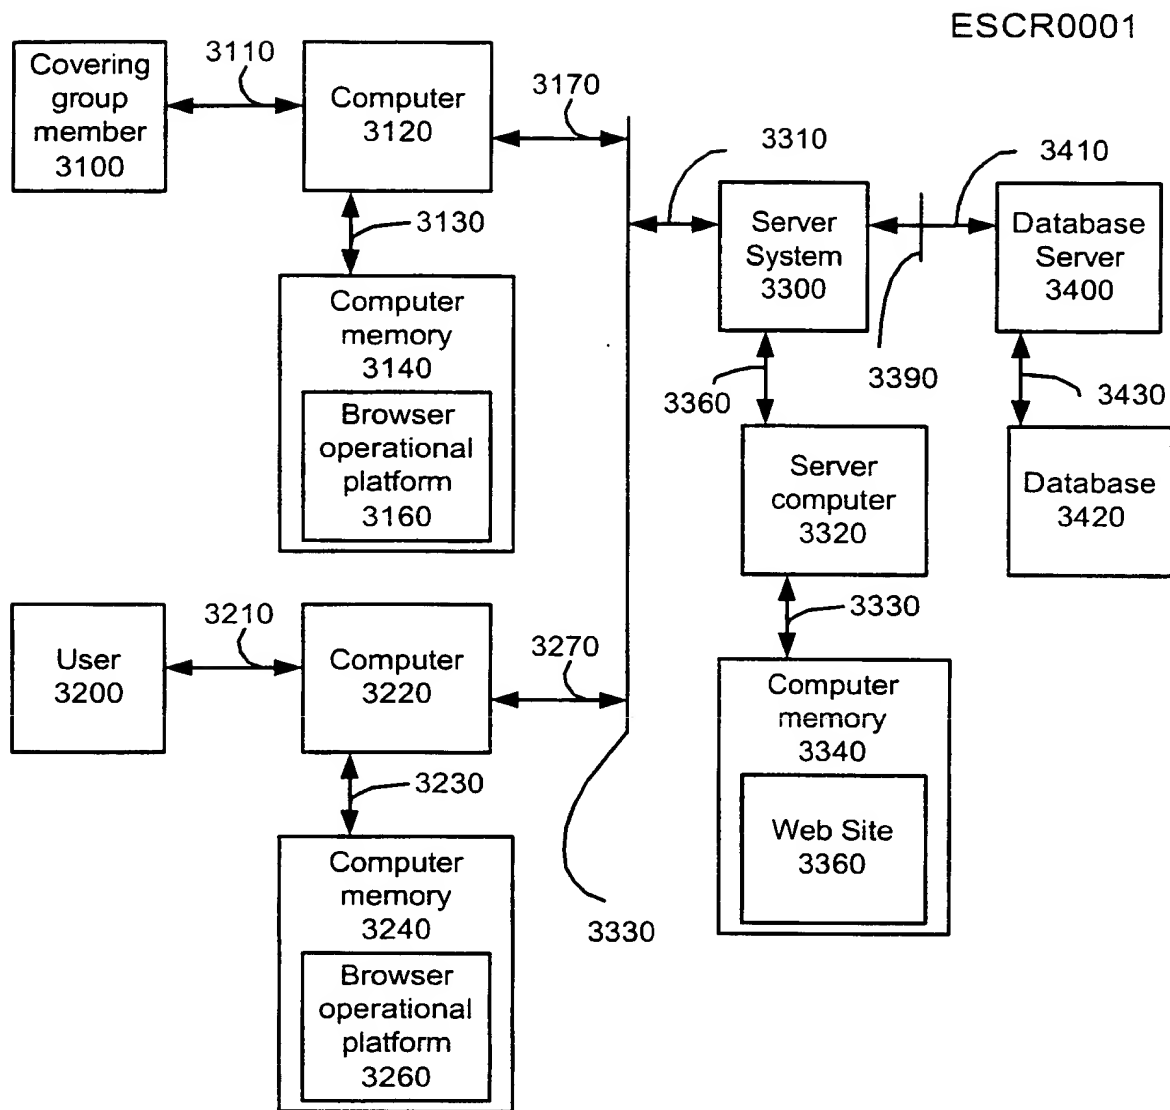 ESCR0001
Covering
group
member
3100
3110
Computer
3120
3170
3130
Computer
memory
3140
Browser
operational
platform
3160
3310
Server
System
3300
3410
Database
Server
3400
3390
3360
3430
Server
computer
3320
Database
3420
3330
Computer
memory
3340
Web Site
3360
User
3200
3210
Computer
3220
3270
3230
Computer
memory
3240
Browser
operational
platform
3260
3330